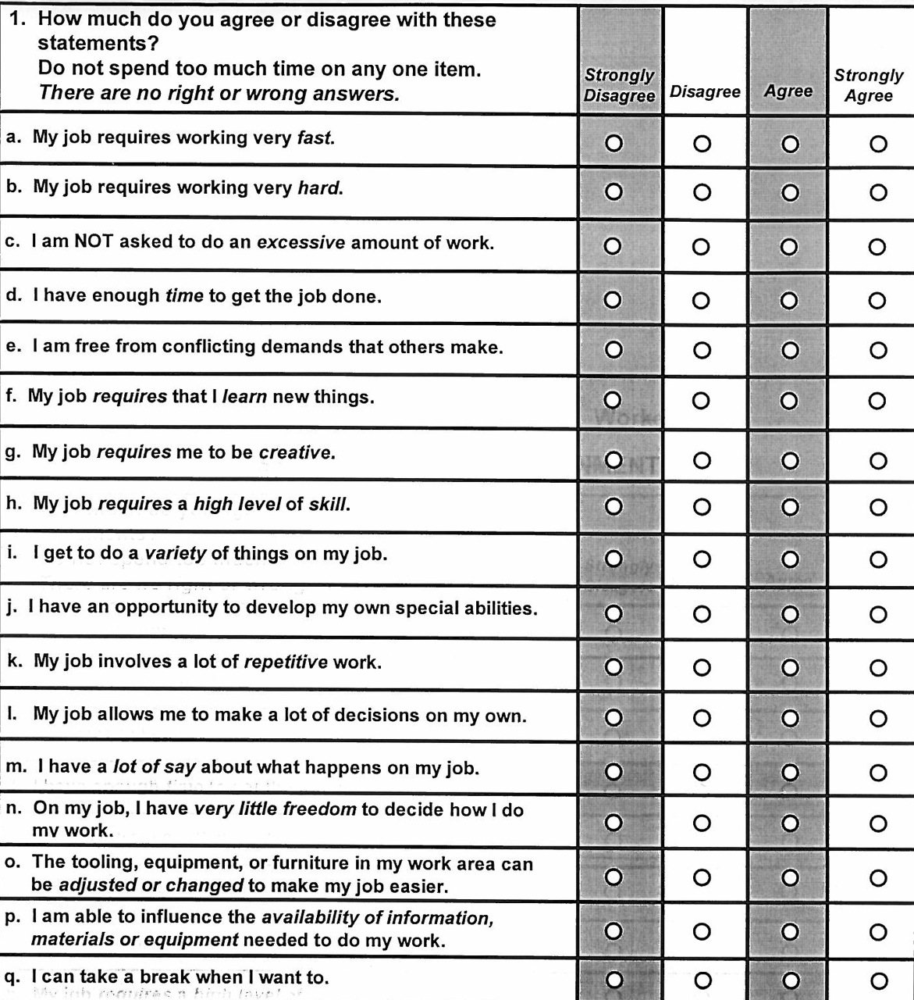 1. How much do you agree or disagree with these
statements?
Do not spend too much time on any one item.
There are no right or wrong answers.
Strongly
Disagree
Disagree
Agree
Strongly
Agree
a. My job requires working very fast.
b. My job requires working very hard.
c. I am NOT asked to do an excessive amount of work.
d. I have enough time to get the job done.
e. I am free from conflicting demands that others make.
f. My job requires that I learn new things.
g. My job requires me to be creative.
h. My job requires a high level of skill.
i. I get to do a variety of things on my job.
j. I have an opportunity to develop my own special abilities.
k. My job involves a lot of repetitive work.
l. My job allows me to make a lot of decisions on my own.
m. I have a lot of say about what happens on my job.
n. On my job, I have very little freedom to decide how I do
my work.
o. The tooling, equipment, or furniture in my work area can
be adjusted or changed to make my job easier.
p. I am able to influence the availability of information,
materials or equipment needed to do my work.
q. I can take a break when I want to.